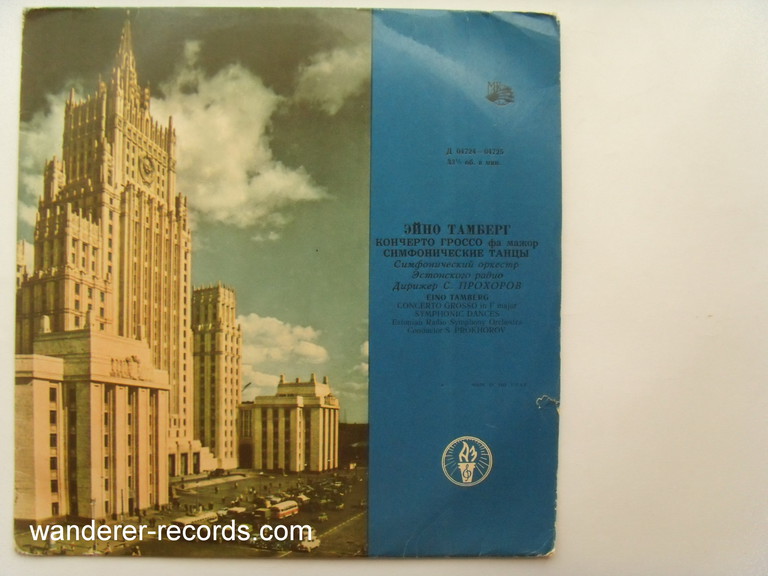 Д 04724-04725
33⅓ об. в мин.
ЭЙНО ТАМБЕРГ
КОНЧЕРТО ГРОССО фа мажор
СИМФОНИЧЕСКИЕ ТАНЦЫ
Симфонический оркестр
Эстонского радио
Дирижер С. ПРОХОРОВ
EINO TAMBERG
CONCERTO GROSSO in F major
SYMPHONIC DANCES
Estonian Radio Symphony Orchestra
Conductor S. PROKHOROV
wanderer-records.com